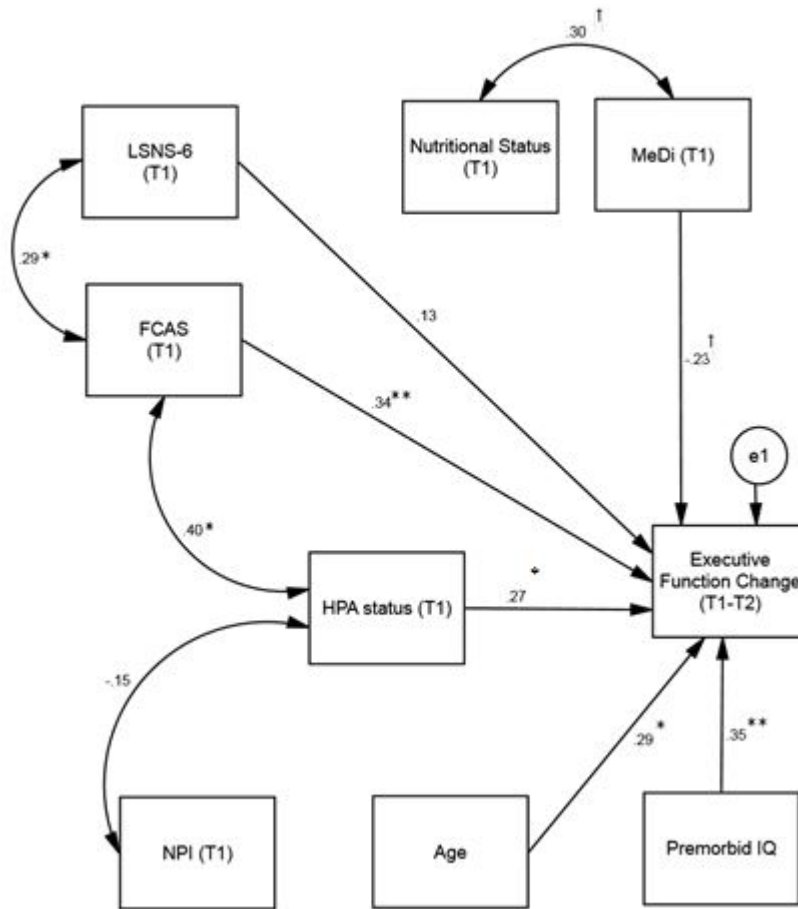 .30†
LSNS-6
(T1)
Nutritional Status
(T1)
MeDi (T1)
.29*
FCAS
(T1)
.13
-.23†
.34**
e1
.40*
Executive
Function Change
(T1-T2)
HPA status (T1)
.27*
-.15
.29*
.35**
NPI (T1)
Age
Premorbid IQ